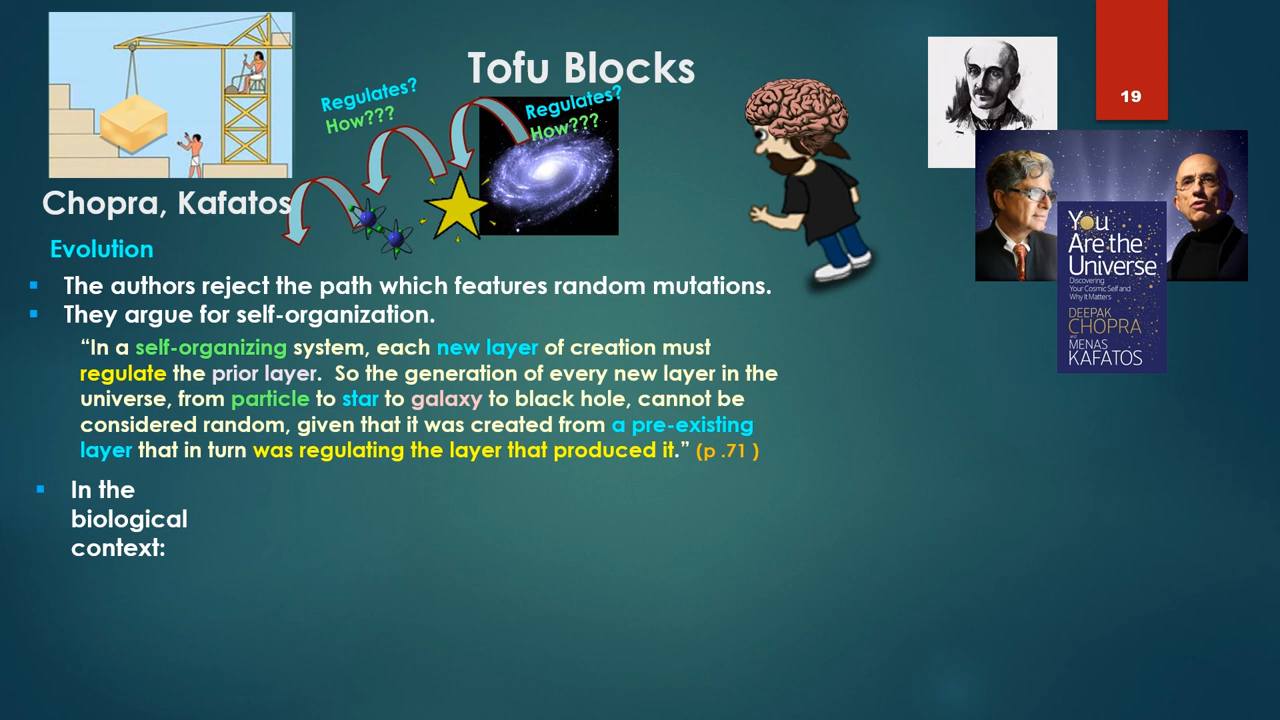 Tofu Blocks
19
Regulates?
How???
Regulates?
How???
Chopra, Kafatos
Evolution
▪ The authors reject the path which features random mutations.
▪ They argue for self-organization.
“In a self-organizing system, each new layer of creation must
regulate the prior layer. So the generation of every new layer in the
universe, from particle to star to galaxy to black hole, cannot be
considered random, given that it was created from a pre-existing
layer that in turn was regulating the layer that produced it.” (p .71 )
▪ In the
biological
context:
You
Are the
Universe
Discovering
Your Cosmic Self and
Why It Matters
DEEPAK
CHOPRA
and
MENAS
KAFATOS